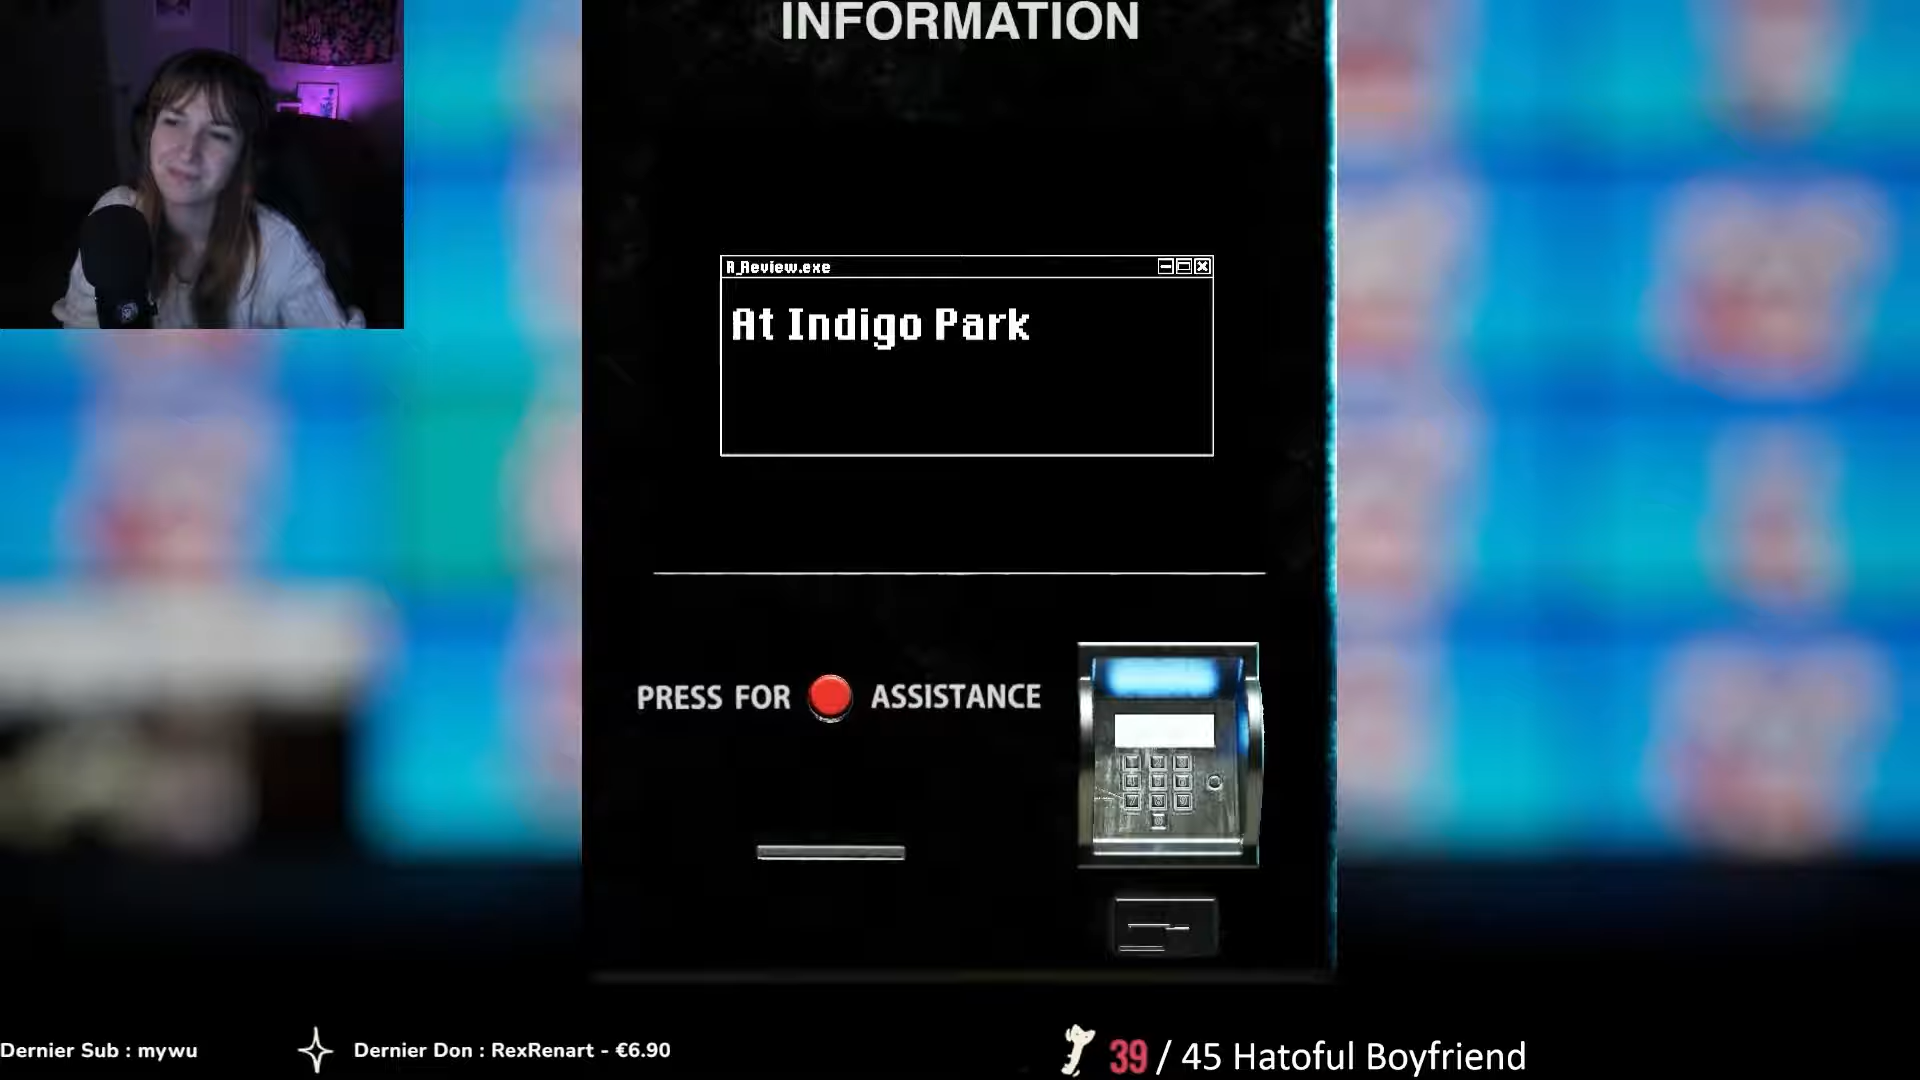 INFORMATION
A_Review.exe
At Indigo Park
PRESS FOR ASSISTANCE
Dernier Sub : mywu
Dernier Don : RexRenart - €6.90
39 / 45 Hatoful Boyfriend